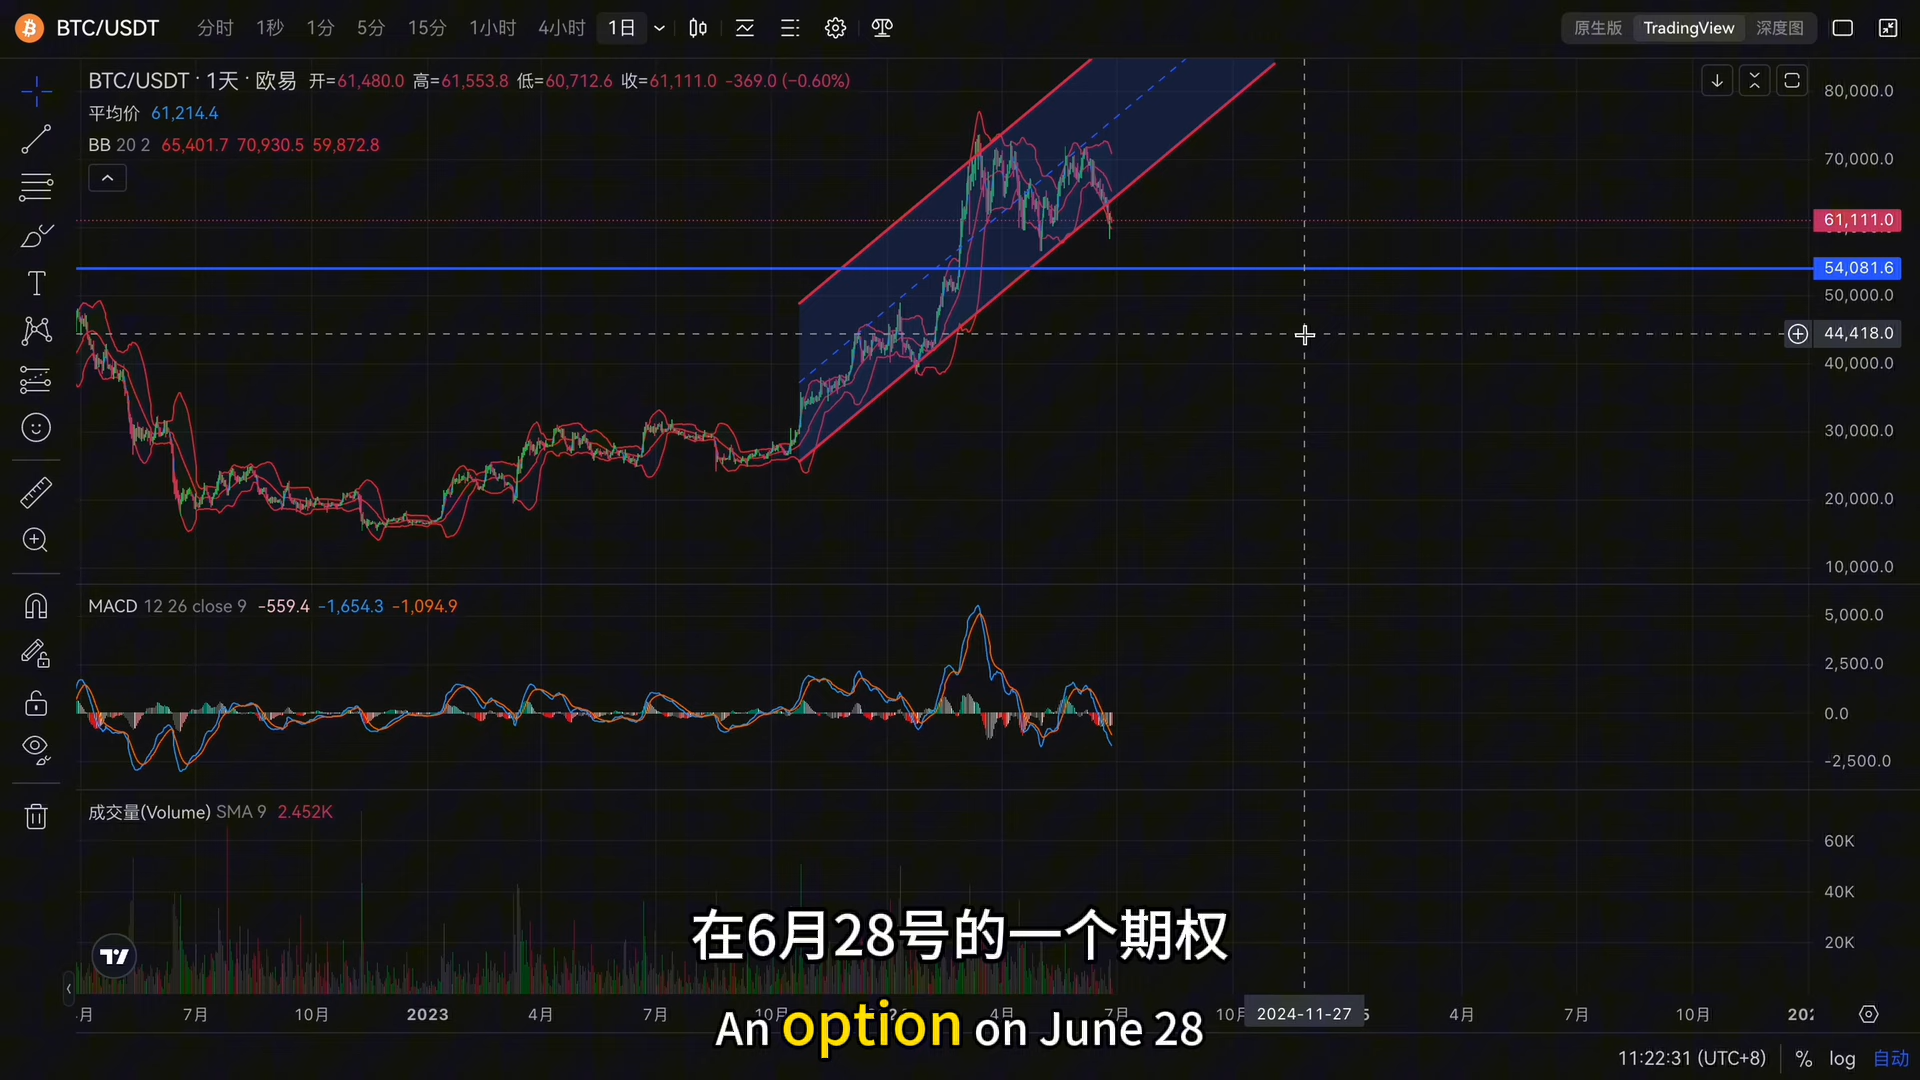 BTC/USDT 分时 1秒 1分 5分 15分 1小时 4小时 1日 原生版 TradingView 深度图
BTC/USDT · 1天 · 欧易 开=61,480.0 高=61,553.8 低=60,712.6 收=61,111.0 -369.0 (−0.60%)
平均价 61,214.4
BB 20 2 65,401.7 70,930.5 59,872.8
80,000.0
70,000.0
61,111.0
54,081.6
50,000.0
44,418.0
40,000.0
30,000.0
20,000.0
10,000.0
MACD 12 26 close 9 −559.4 −1,654.3 −1,094.9
5,000.0
2,500.0
0.0
-2,500.0
成交量(Volume) SMA 9 2.452K
60K
40K
20K
在6月28号的一个期权
7月 10月 2023 4月 7月 10月 4月 7月 2024-11-27 4月 7月 10月
An option on June 28
11:22:31 (UTC+8) % log 自动